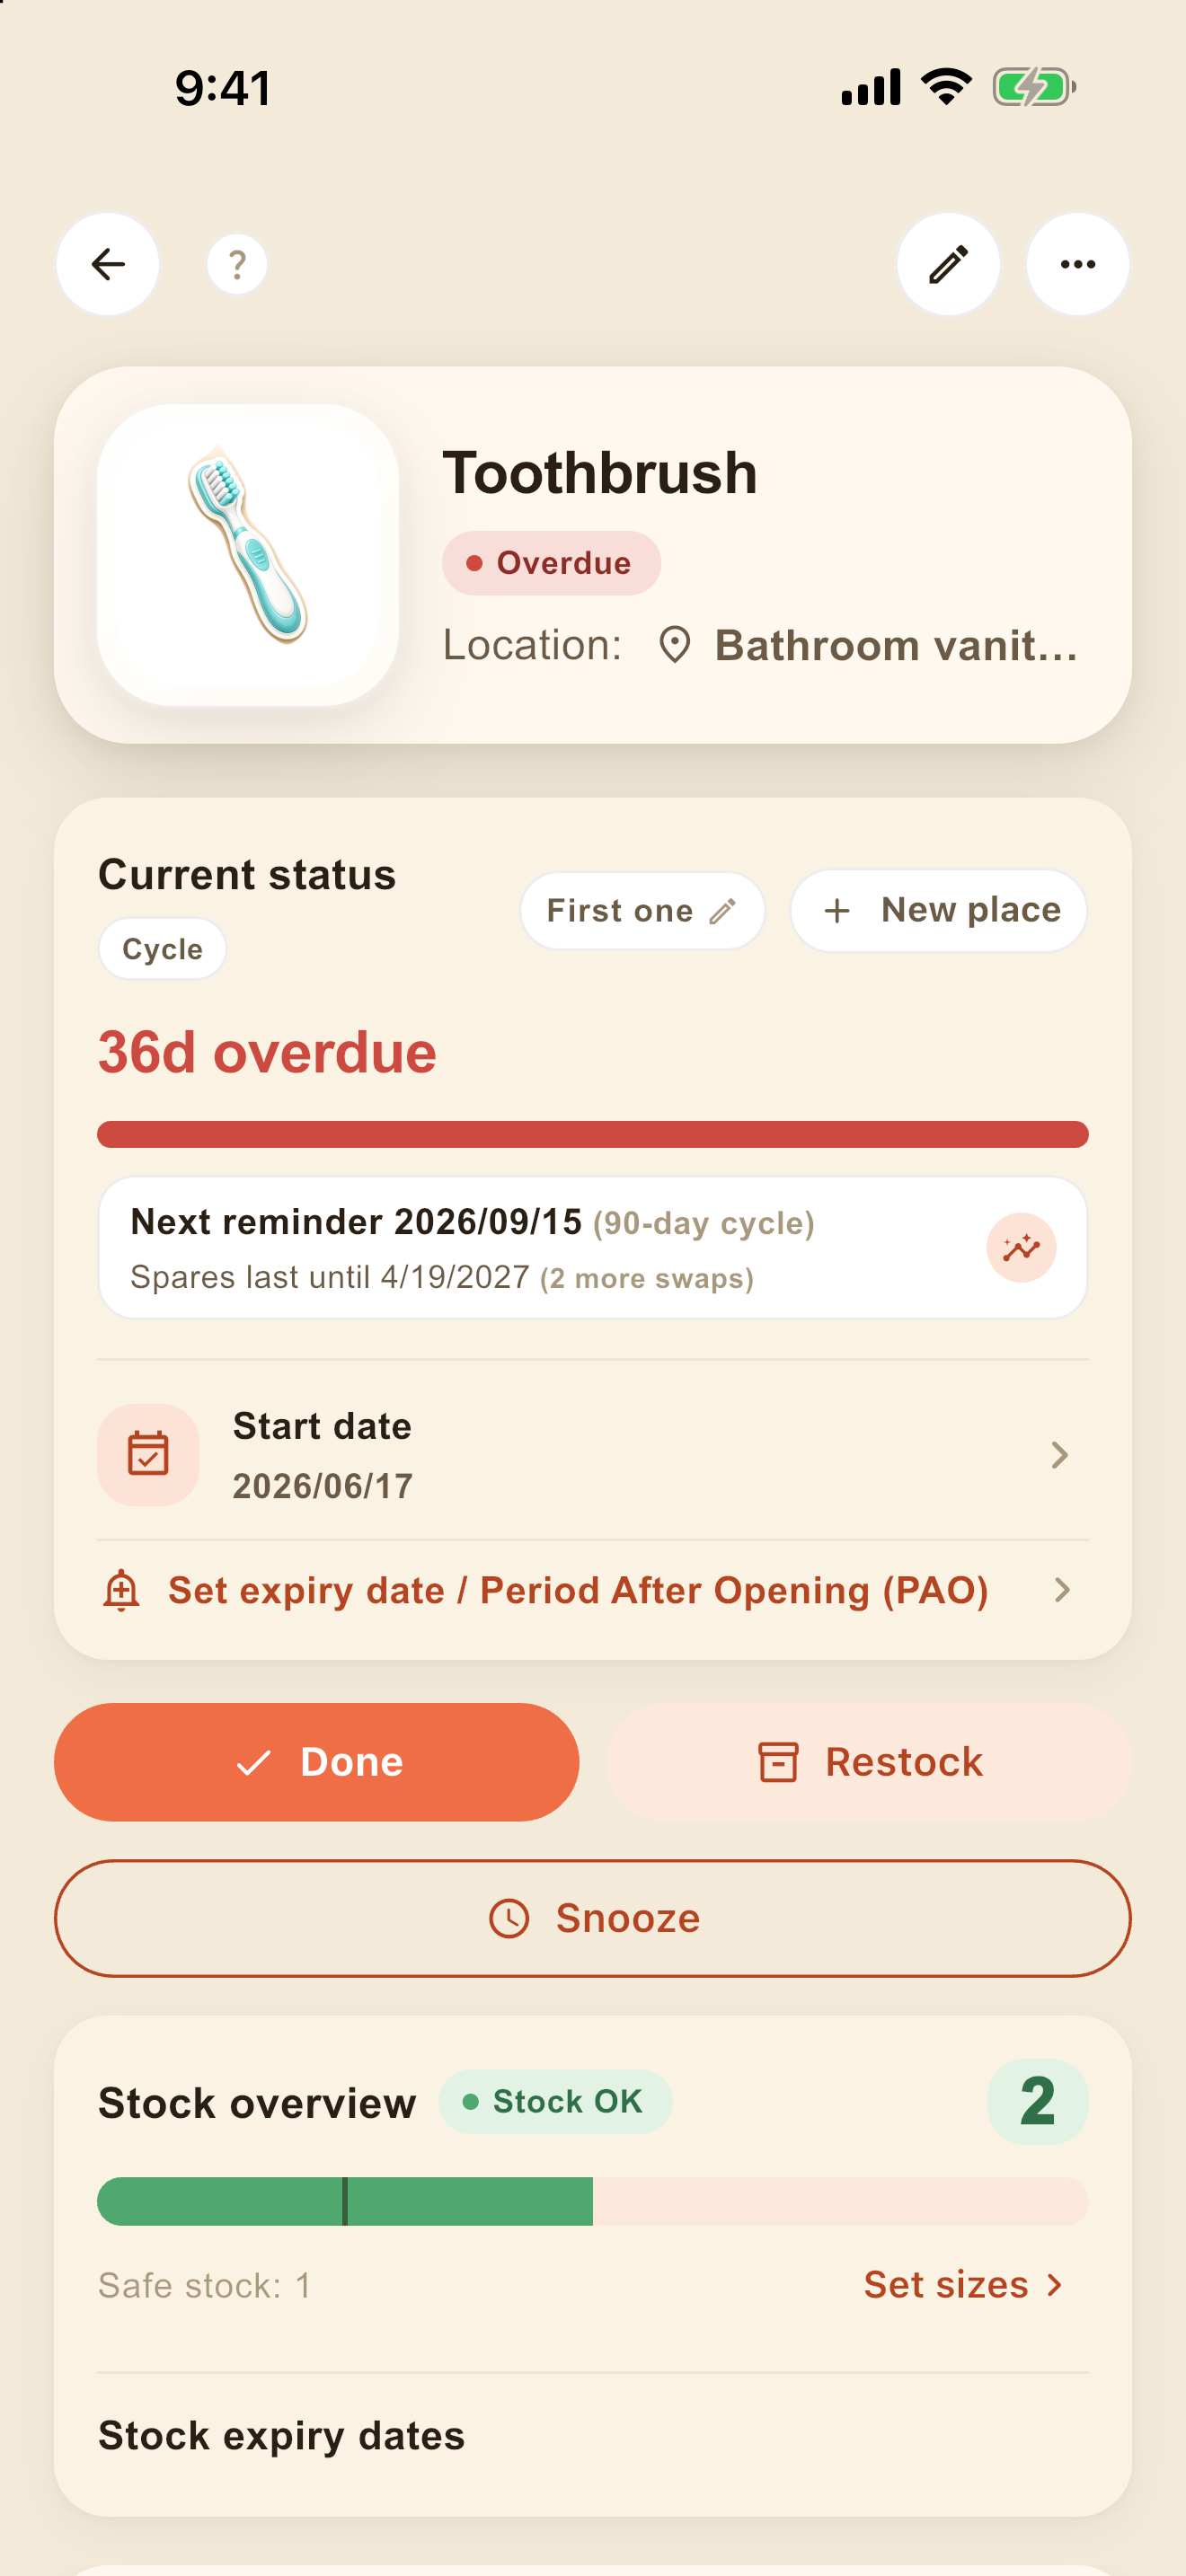 9:41
?
Toothbrush
Overdue
Location: Bathroom vanit...
Current status
First one
+ New place
Cycle
36d overdue
Next reminder 2026/09/15 (90-day cycle)
Spares last until 4/19/2027 (2 more swaps)
Start date
2026/06/17
Set expiry date / Period After Opening (PAO)
Done
Restock
Snooze
Stock overview
Stock OK
2
Safe stock: 1
Set sizes
Stock expiry dates